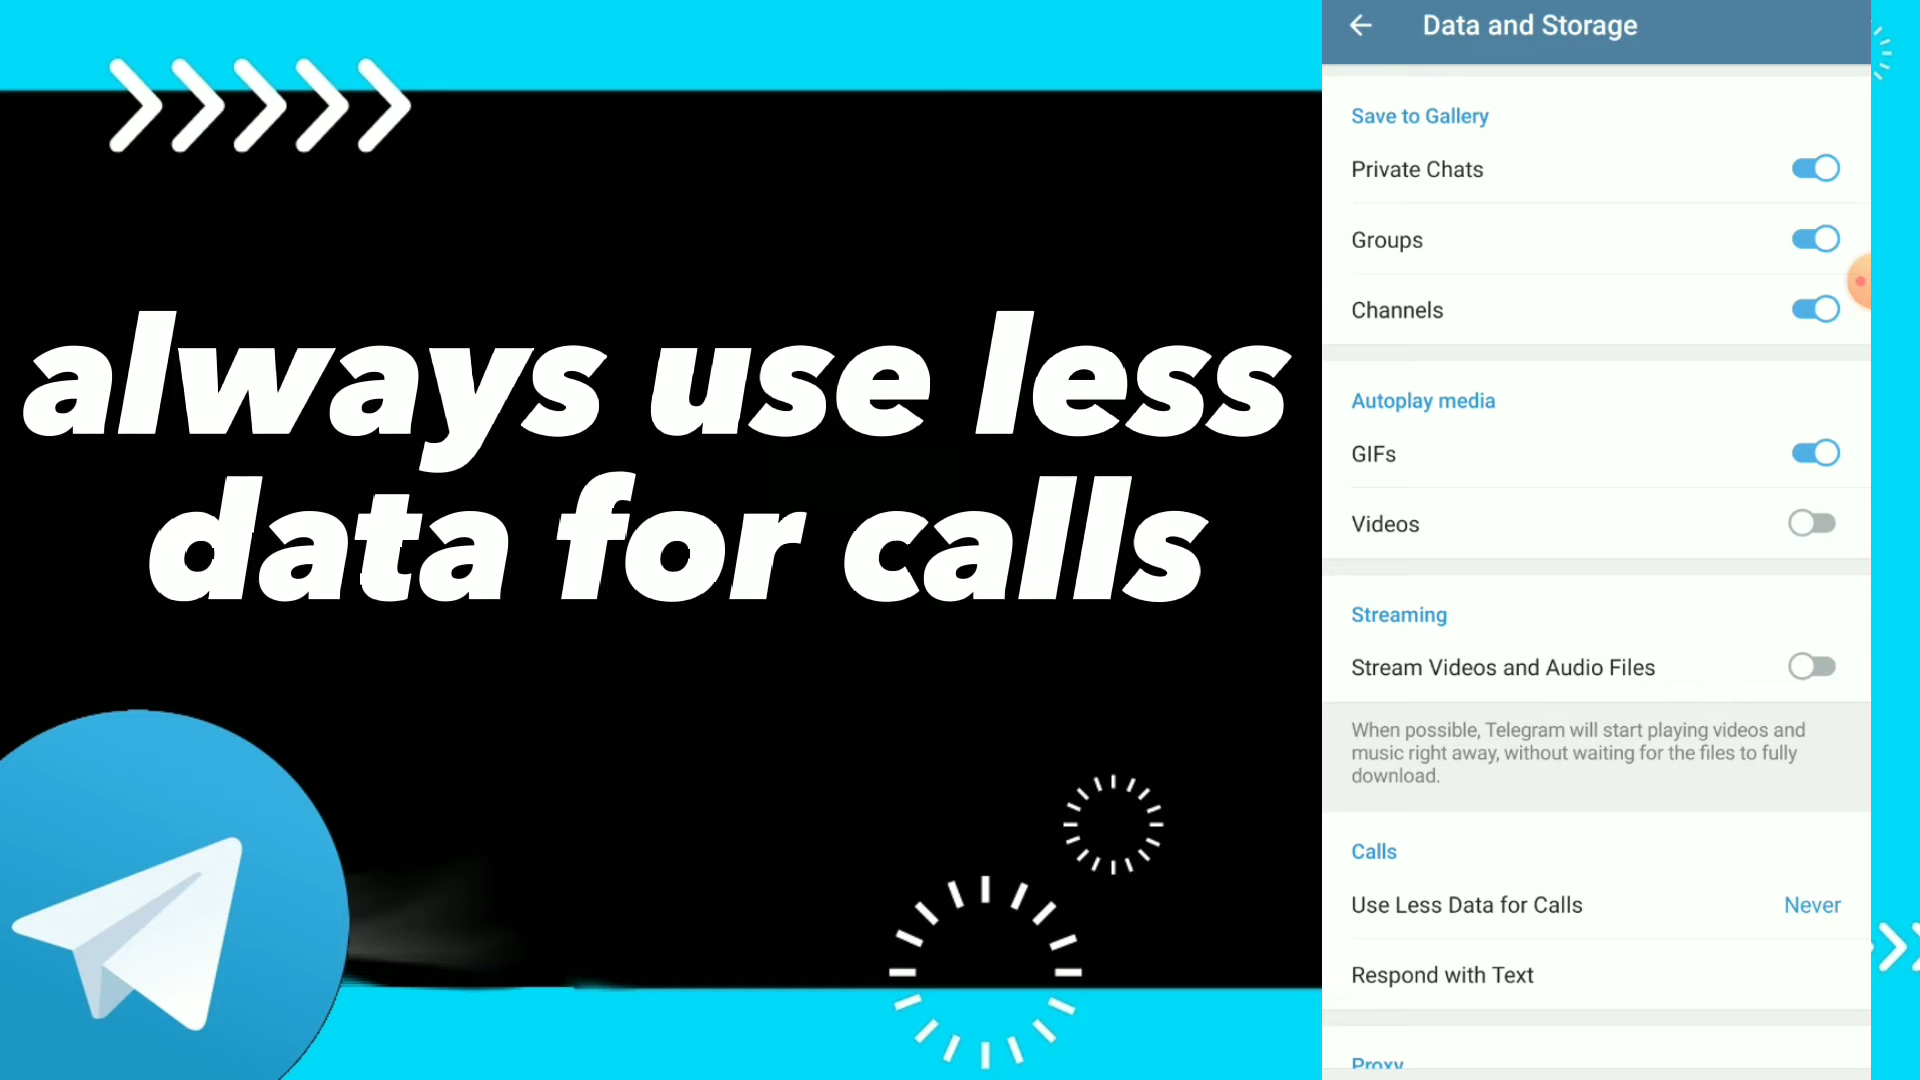 always use less
data for calls
Data and Storage
Save to Gallery
Private Chats
Groups
Channels
Autoplay media
GIFs
Videos
Streaming
Stream Videos and Audio Files
When possible, Telegram will start playing videos and
music right away, without waiting for the files to fully
download.
Calls
Use Less Data for Calls Never
Respond with Text
Proxy